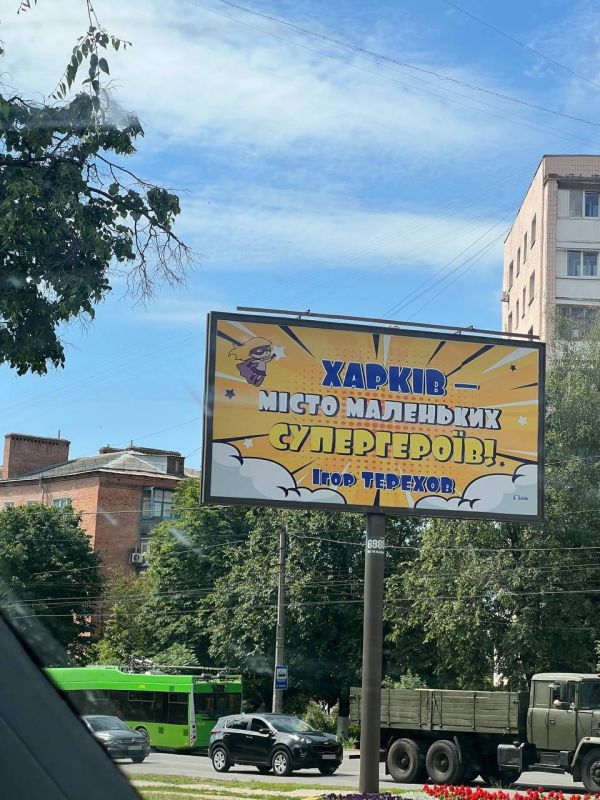 ХАРКІВ –
МІСТО МАЛЕНЬКИХ
СУПЕРГЕРОЇВ!
ІГОР ТЕРЕХОВ